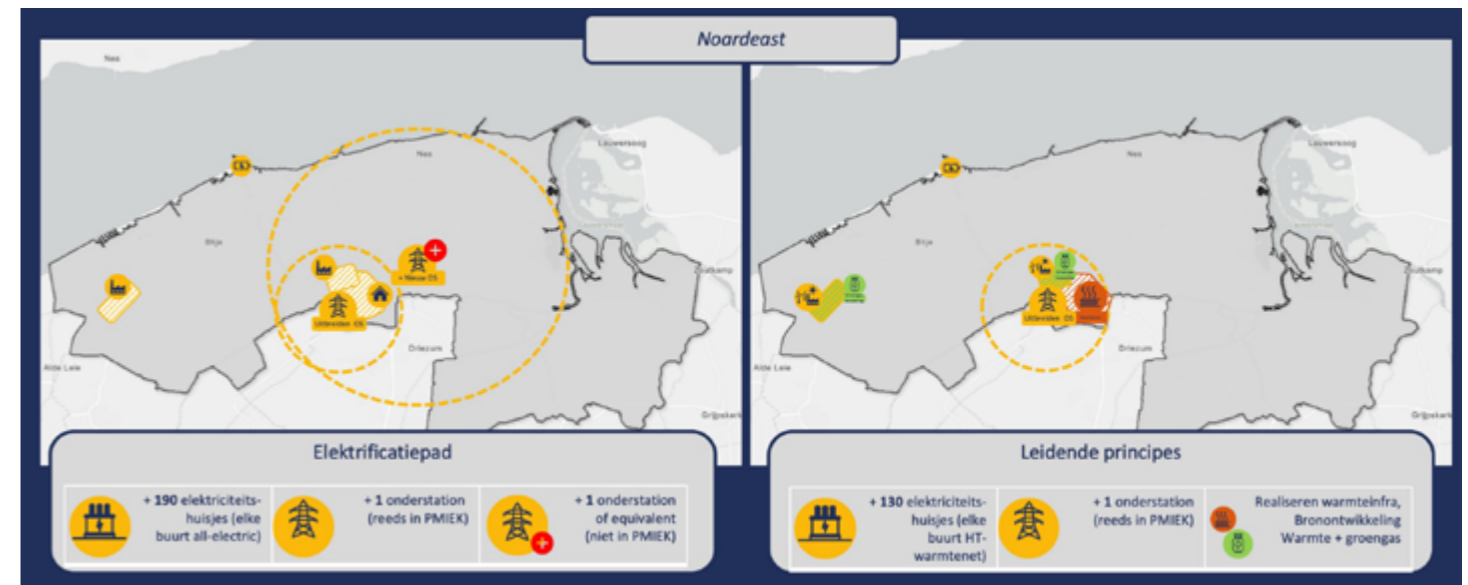 Noardeast
Nes
Nes
Lauwersoog
Blije
Zoutkamp
+ Nieuw OS
Uitbreiden OS
Driezum
Alde Leie
Grijpskerk
Nes
Lauwersoog
Blije
Zoutkamp
Uitbreiden OS
Driezum
Alde Leie
Grijpskerk
Elektrificatiepad
+ 190 elektriciteits-
huisjes (elke
buurt all-electric)
+ 1 onderstation
(reeds in PMIEK)
+ 1 onderstation
of equivalent
(niet in PMIEK)
Leidende principes
+ 130 elektriciteits-
huisjes (elke
buurt HT-
warmtenet)
+ 1 onderstation
(reeds in PMIEK)
Realiseren warmteinfra,
Bronontwikkeling
Warmte + groengas